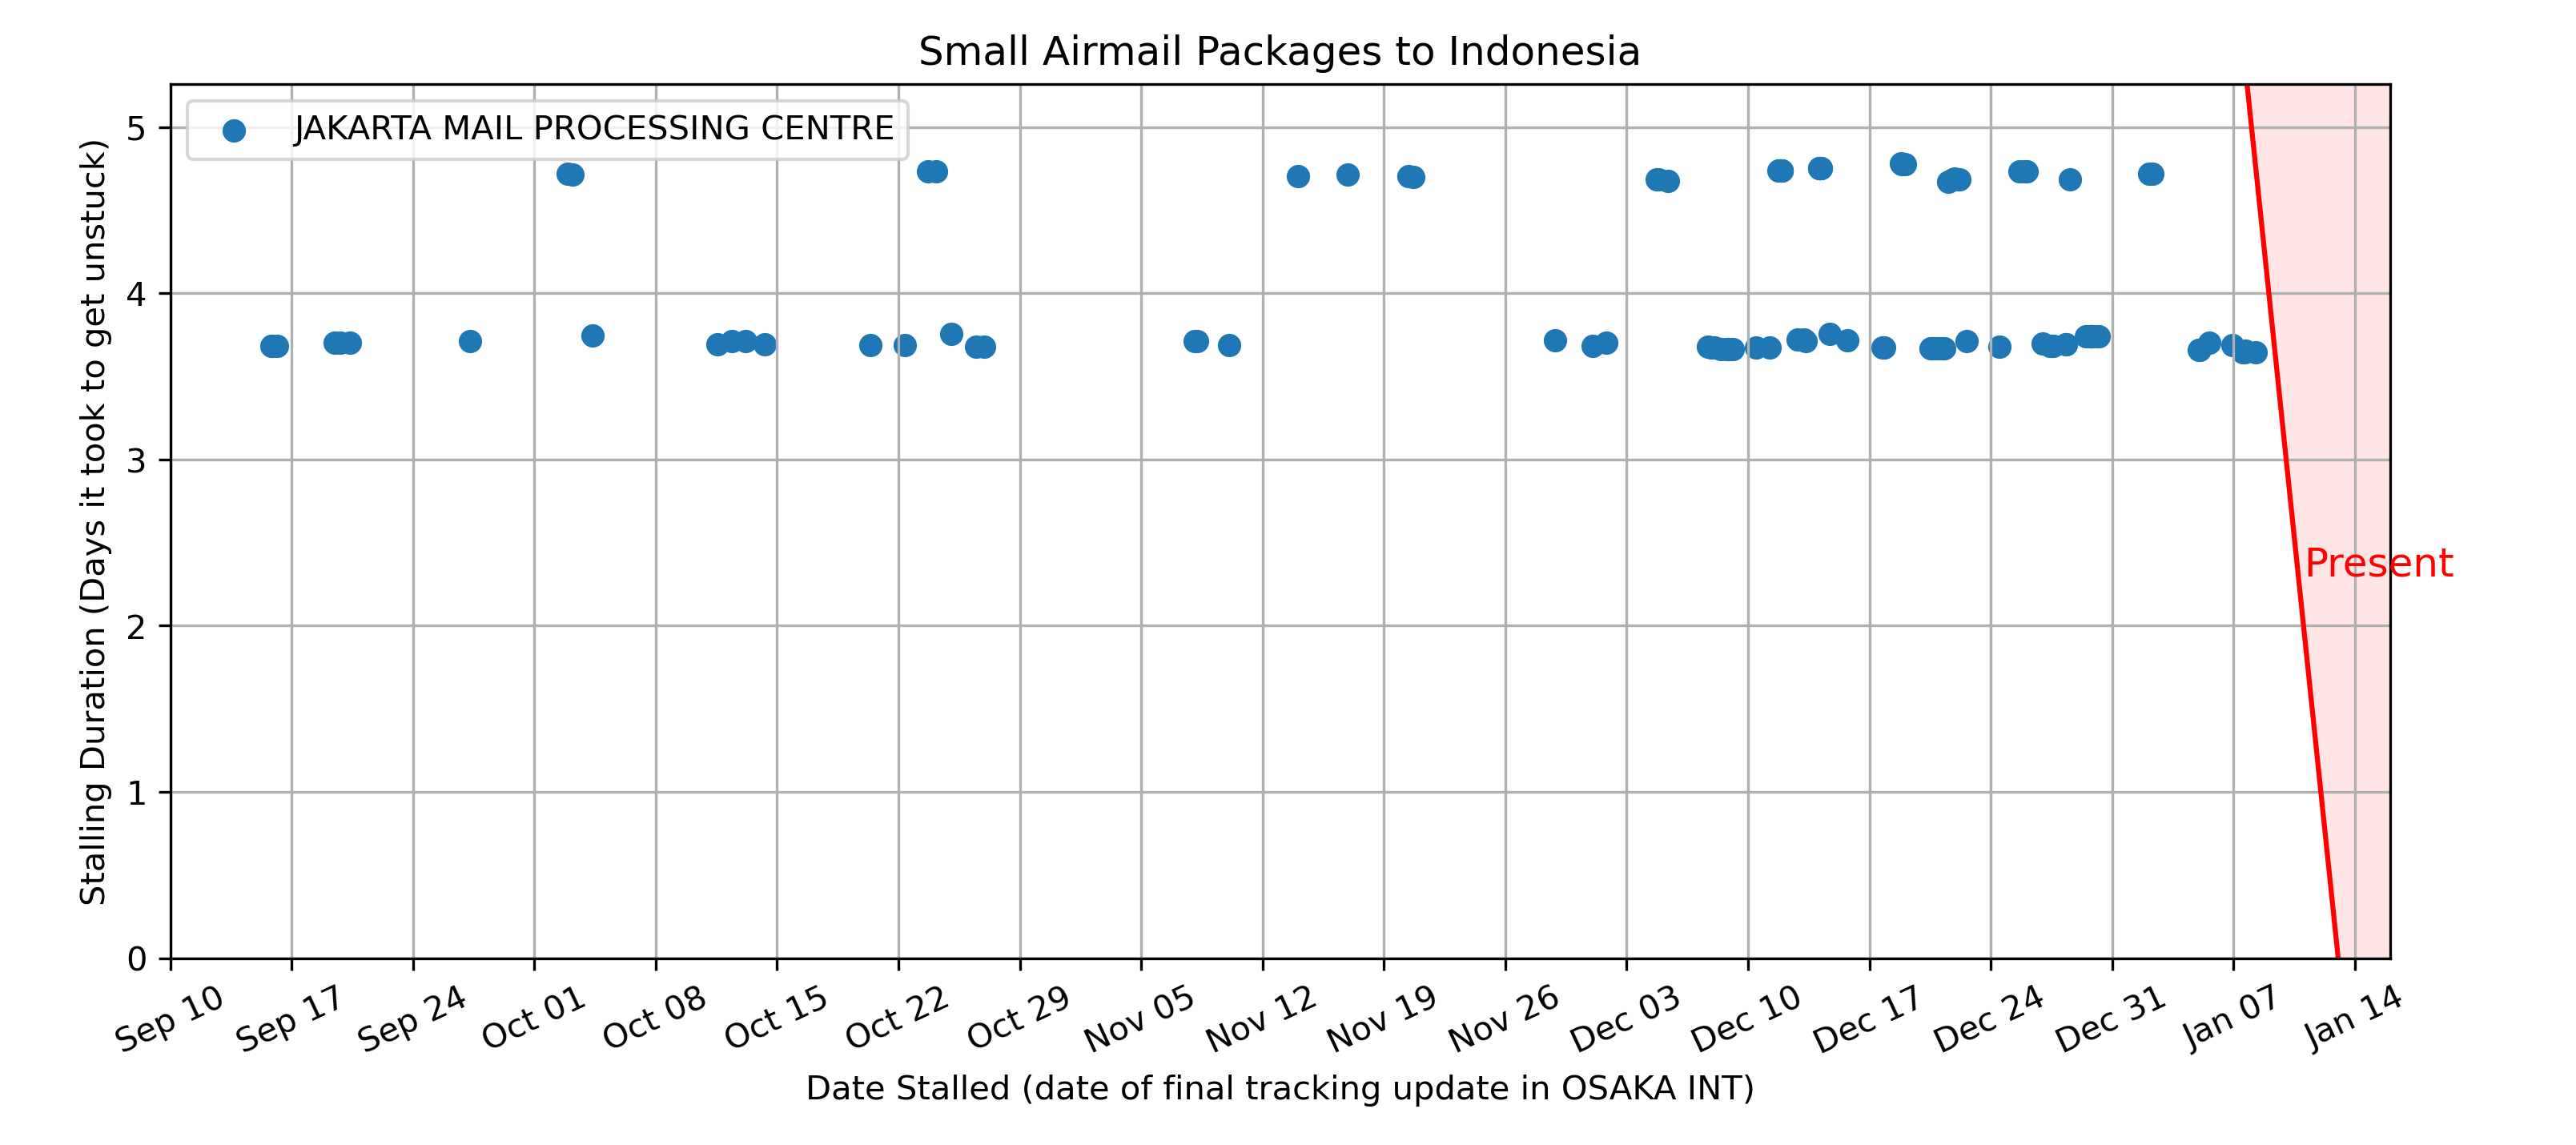 Small Airmail Packages to Indonesia
JAKARTA MAIL PROCESSING CENTRE
Stalling Duration (Days it took to get unstuck)
5
4
3
2
1
0
Present
Sep 10
Sep 17
Sep 24
Oct 01
Oct 08
Oct 15
Oct 22
Oct 29
Nov 05
Nov 12
Nov 19
Nov 26
Dec 03
Dec 10
Dec 17
Dec 24
Dec 31
Jan 07
Jan 14
Date Stalled (date of final tracking update in OSAKA INT)